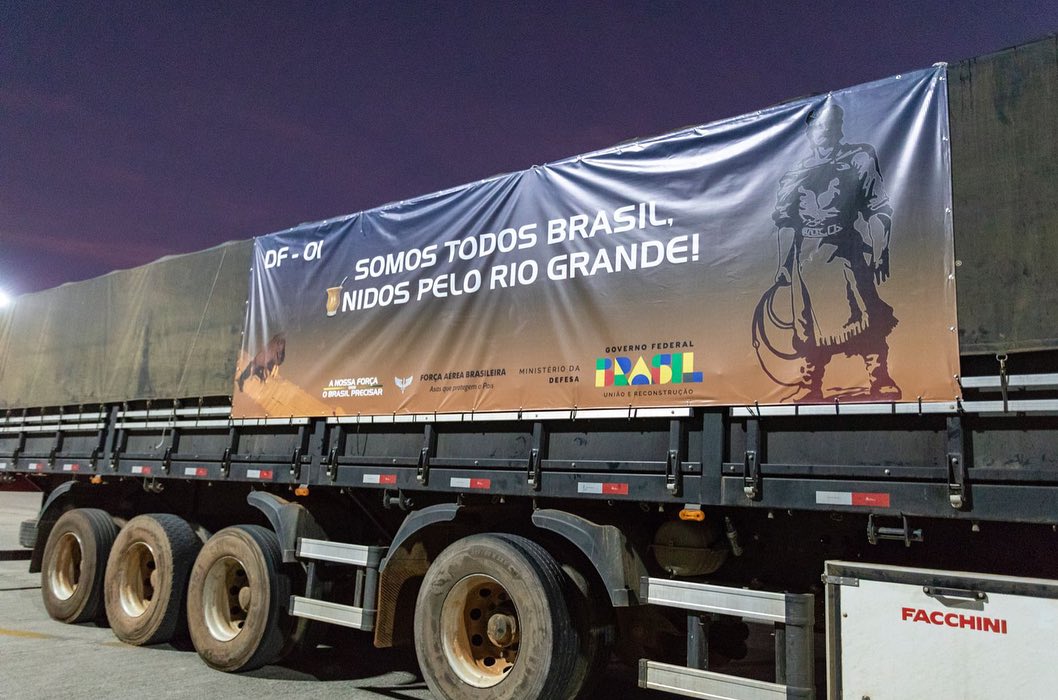 DF - 01
SOMOS TODOS BRASIL,
NIDOS PELO RIO GRANDE!
A NOSSA FORÇA
O BRASIL PRECISAR
FORÇA AÉREA BRASILEIRA
Asas que protegem o País
MINISTÉRIO DA
DEFESA
GOVERNO FEDERAL
BRASIL
UNIÃO E RECONSTRUÇÃO
FACCHINI